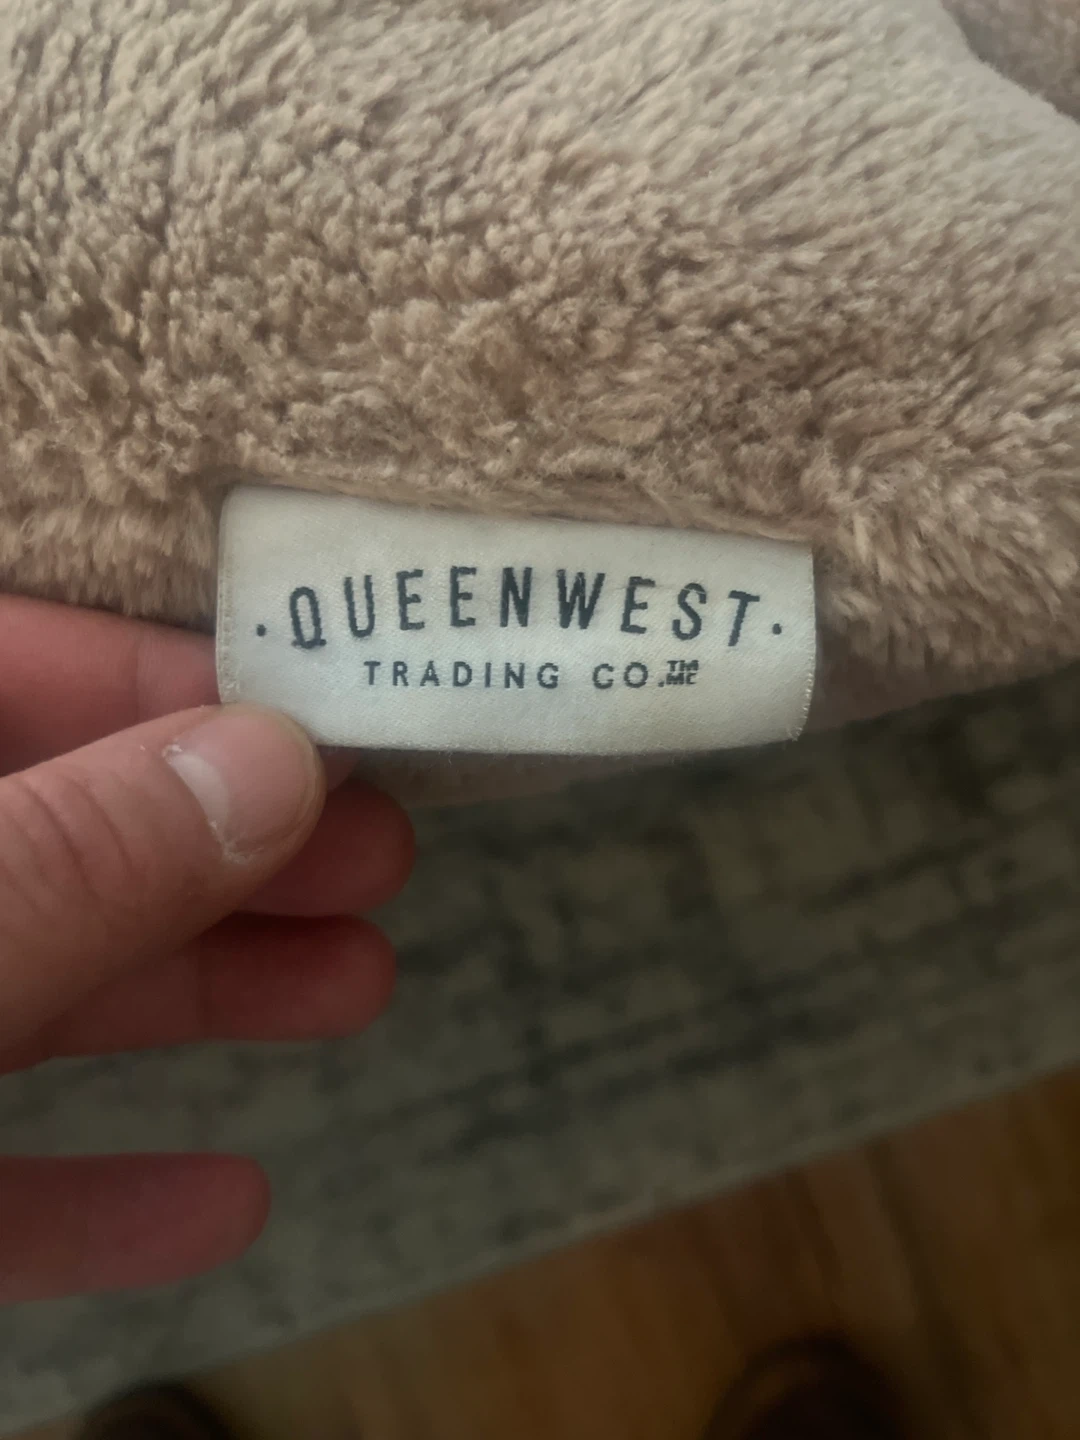 · QUEENWEST ·
TRADING CO.™ MC